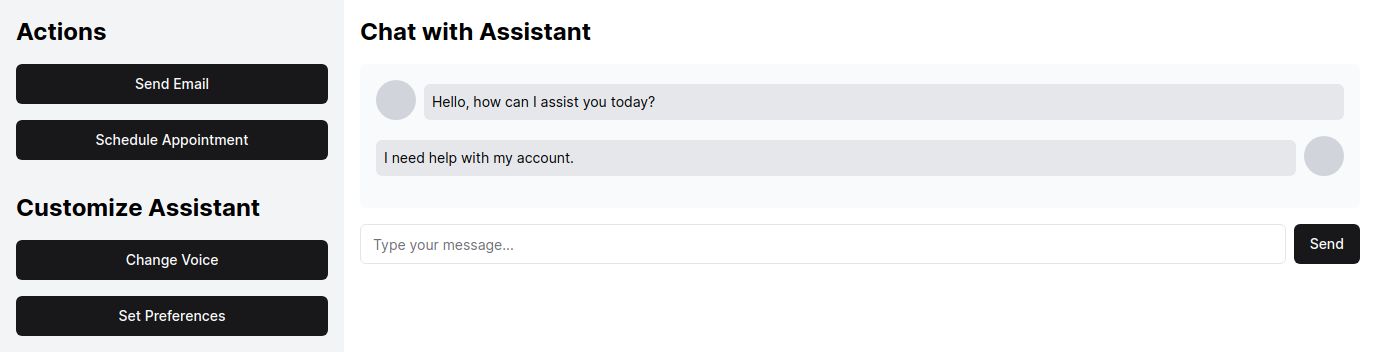 Actions
Send Email
Schedule Appointment
Customize Assistant
Change Voice
Set Preferences
Chat with Assistant
Hello, how can I assist you today?
I need help with my account.
Type your message...
Send